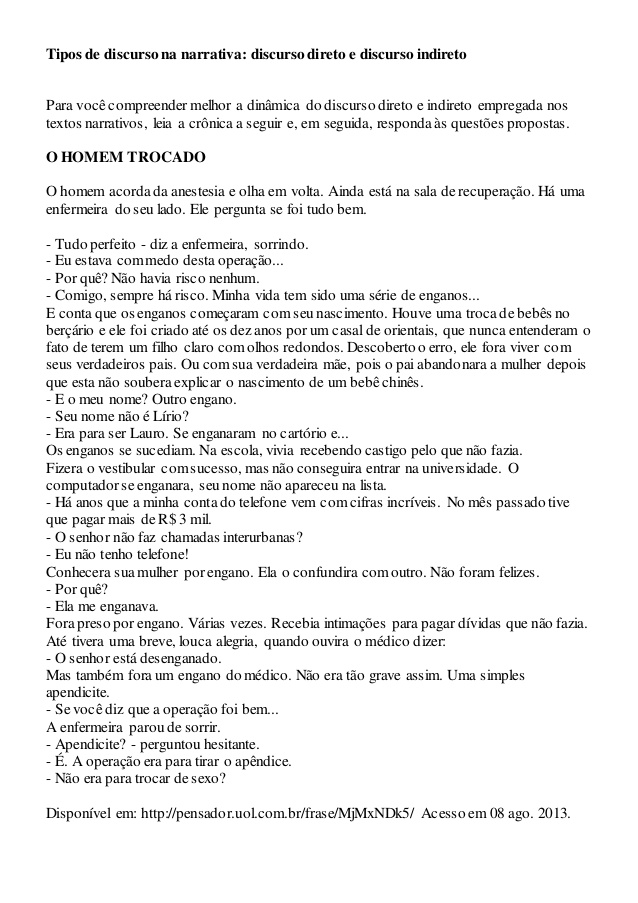 Tipos de discurso na narrativa: discurso direto e discurso indireto
Para você compreender melhor a dinâmica do discurso direto e indireto empregada nos
textos narrativos, leia a crônica a seguir e, em seguida, responda às questões propostas.
O HOMEM TROCADO
O homem acorda da anestesia e olha em volta. Ainda está na sala de recuperação. Há uma
enfermeira do seu lado. Ele pergunta se foi tudo bem.
- Tudo perfeito - diz a enfermeira, sorrindo.
- Eu estava com medo desta operação...
- Por quê? Não havia risco nenhum.
- Comigo, sempre há risco. Minha vida tem sido uma série de enganos...
E conta que os enganos começaram com seu nascimento. Houve uma troca de bebês no
berçário e ele foi criado até os dez anos por um casal de orientais, que nunca entenderam o
fato de terem um filho claro com olhos redondos. Descoberto o erro, ele fora viver com
seus verdadeiros pais. Ou com sua verdadeira mãe, pois o pai abandonara a mulher depois
que esta não soubera explicar o nascimento de um bebê chinês.
- E o meu nome? Outro engano.
- Seu nome não é Lírio?
- Era para ser Lauro. Se enganaram no cartório e...
Os enganos se sucediam. Na escola, vivia recebendo castigo pelo que não fazia.
Fizera o vestibular com sucesso, mas não conseguira entrar na universidade. O
computador se enganara, seu nome não apareceu na lista.
- Há anos que a minha conta do telefone vem com cifras incríveis. No mês passado tive
que pagar mais de R$ 3 mil.
- O senhor não faz chamadas interurbanas?
- Eu não tenho telefone!
Conhecera sua mulher por engano. Ela o confundira com outro. Não foram felizes.
- Por quê?
- Ela me enganava.
Fora preso por engano. Várias vezes. Recebia intimações para pagar dívidas que não fazia.
Até tivera uma breve, louca alegria, quando ouvira o médico dizer:
- O senhor está desenganado.
Mas também fora um engano do médico. Não era tão grave assim. Uma simples
apendicite.
- Se você diz que a operação foi bem...
A enfermeira parou de sorrir.
- Apendicite? - perguntou hesitante.
- É. A operação era para tirar o apêndice.
- Não era para trocar de sexo?
Disponível em: http://pensador.uol.com.br/frase/MjMxNDk5/ Acesso em 08 ago. 2013.